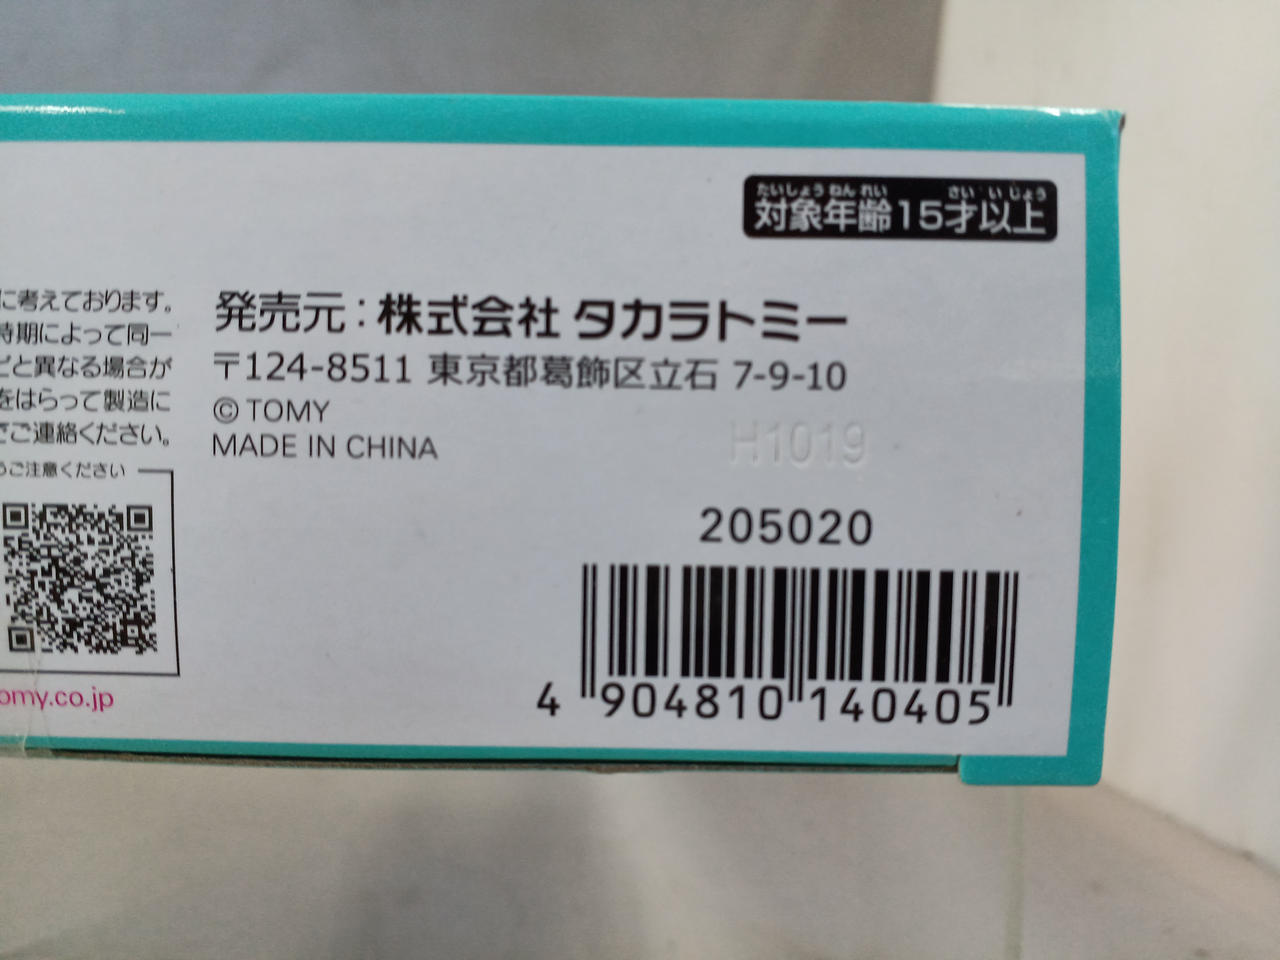 たいしょう ねん れい さい い じょう
対象年齢15才以上
に考えております。
時期によって同一
どと異なる場合が
をはらって製造に
でご連絡ください。
うご注意ください
omy.co.jp
発売元：株式会社 タカラトミー
〒124-8511 東京都葛飾区立石 7-9-10
© TOMY
MADE IN CHINA
H1019
205020
4 904810 140405